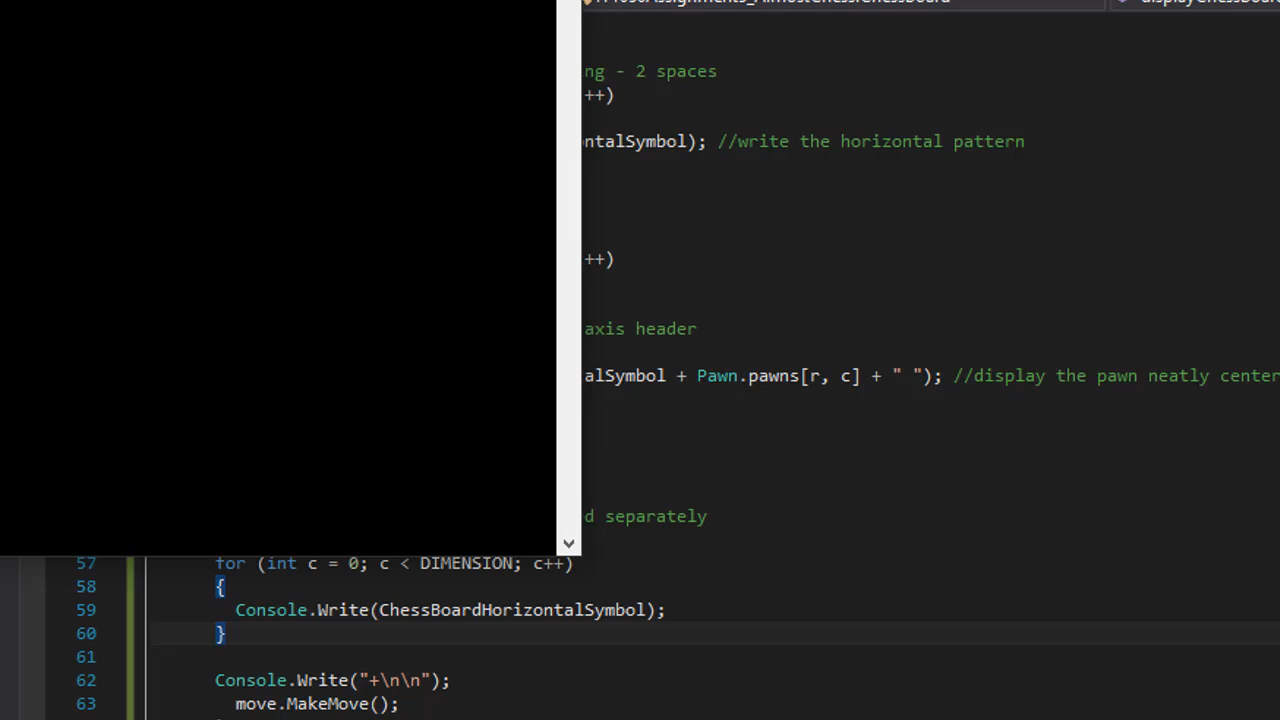 ng - 2 spaces
++)
ontalSymbol); //write the horizontal pattern
++)
axis header
alSymbol + Pawn.pawns[r, c] + " "); //display the pawn neatly center
d separately
57 for (int c = 0; c < DIMENSION; c++)
58 {
59 Console.Write(ChessBoardHorizontalSymbol);
60 }
61
62 Console.Write("+\n\n");
63 move.MakeMove();